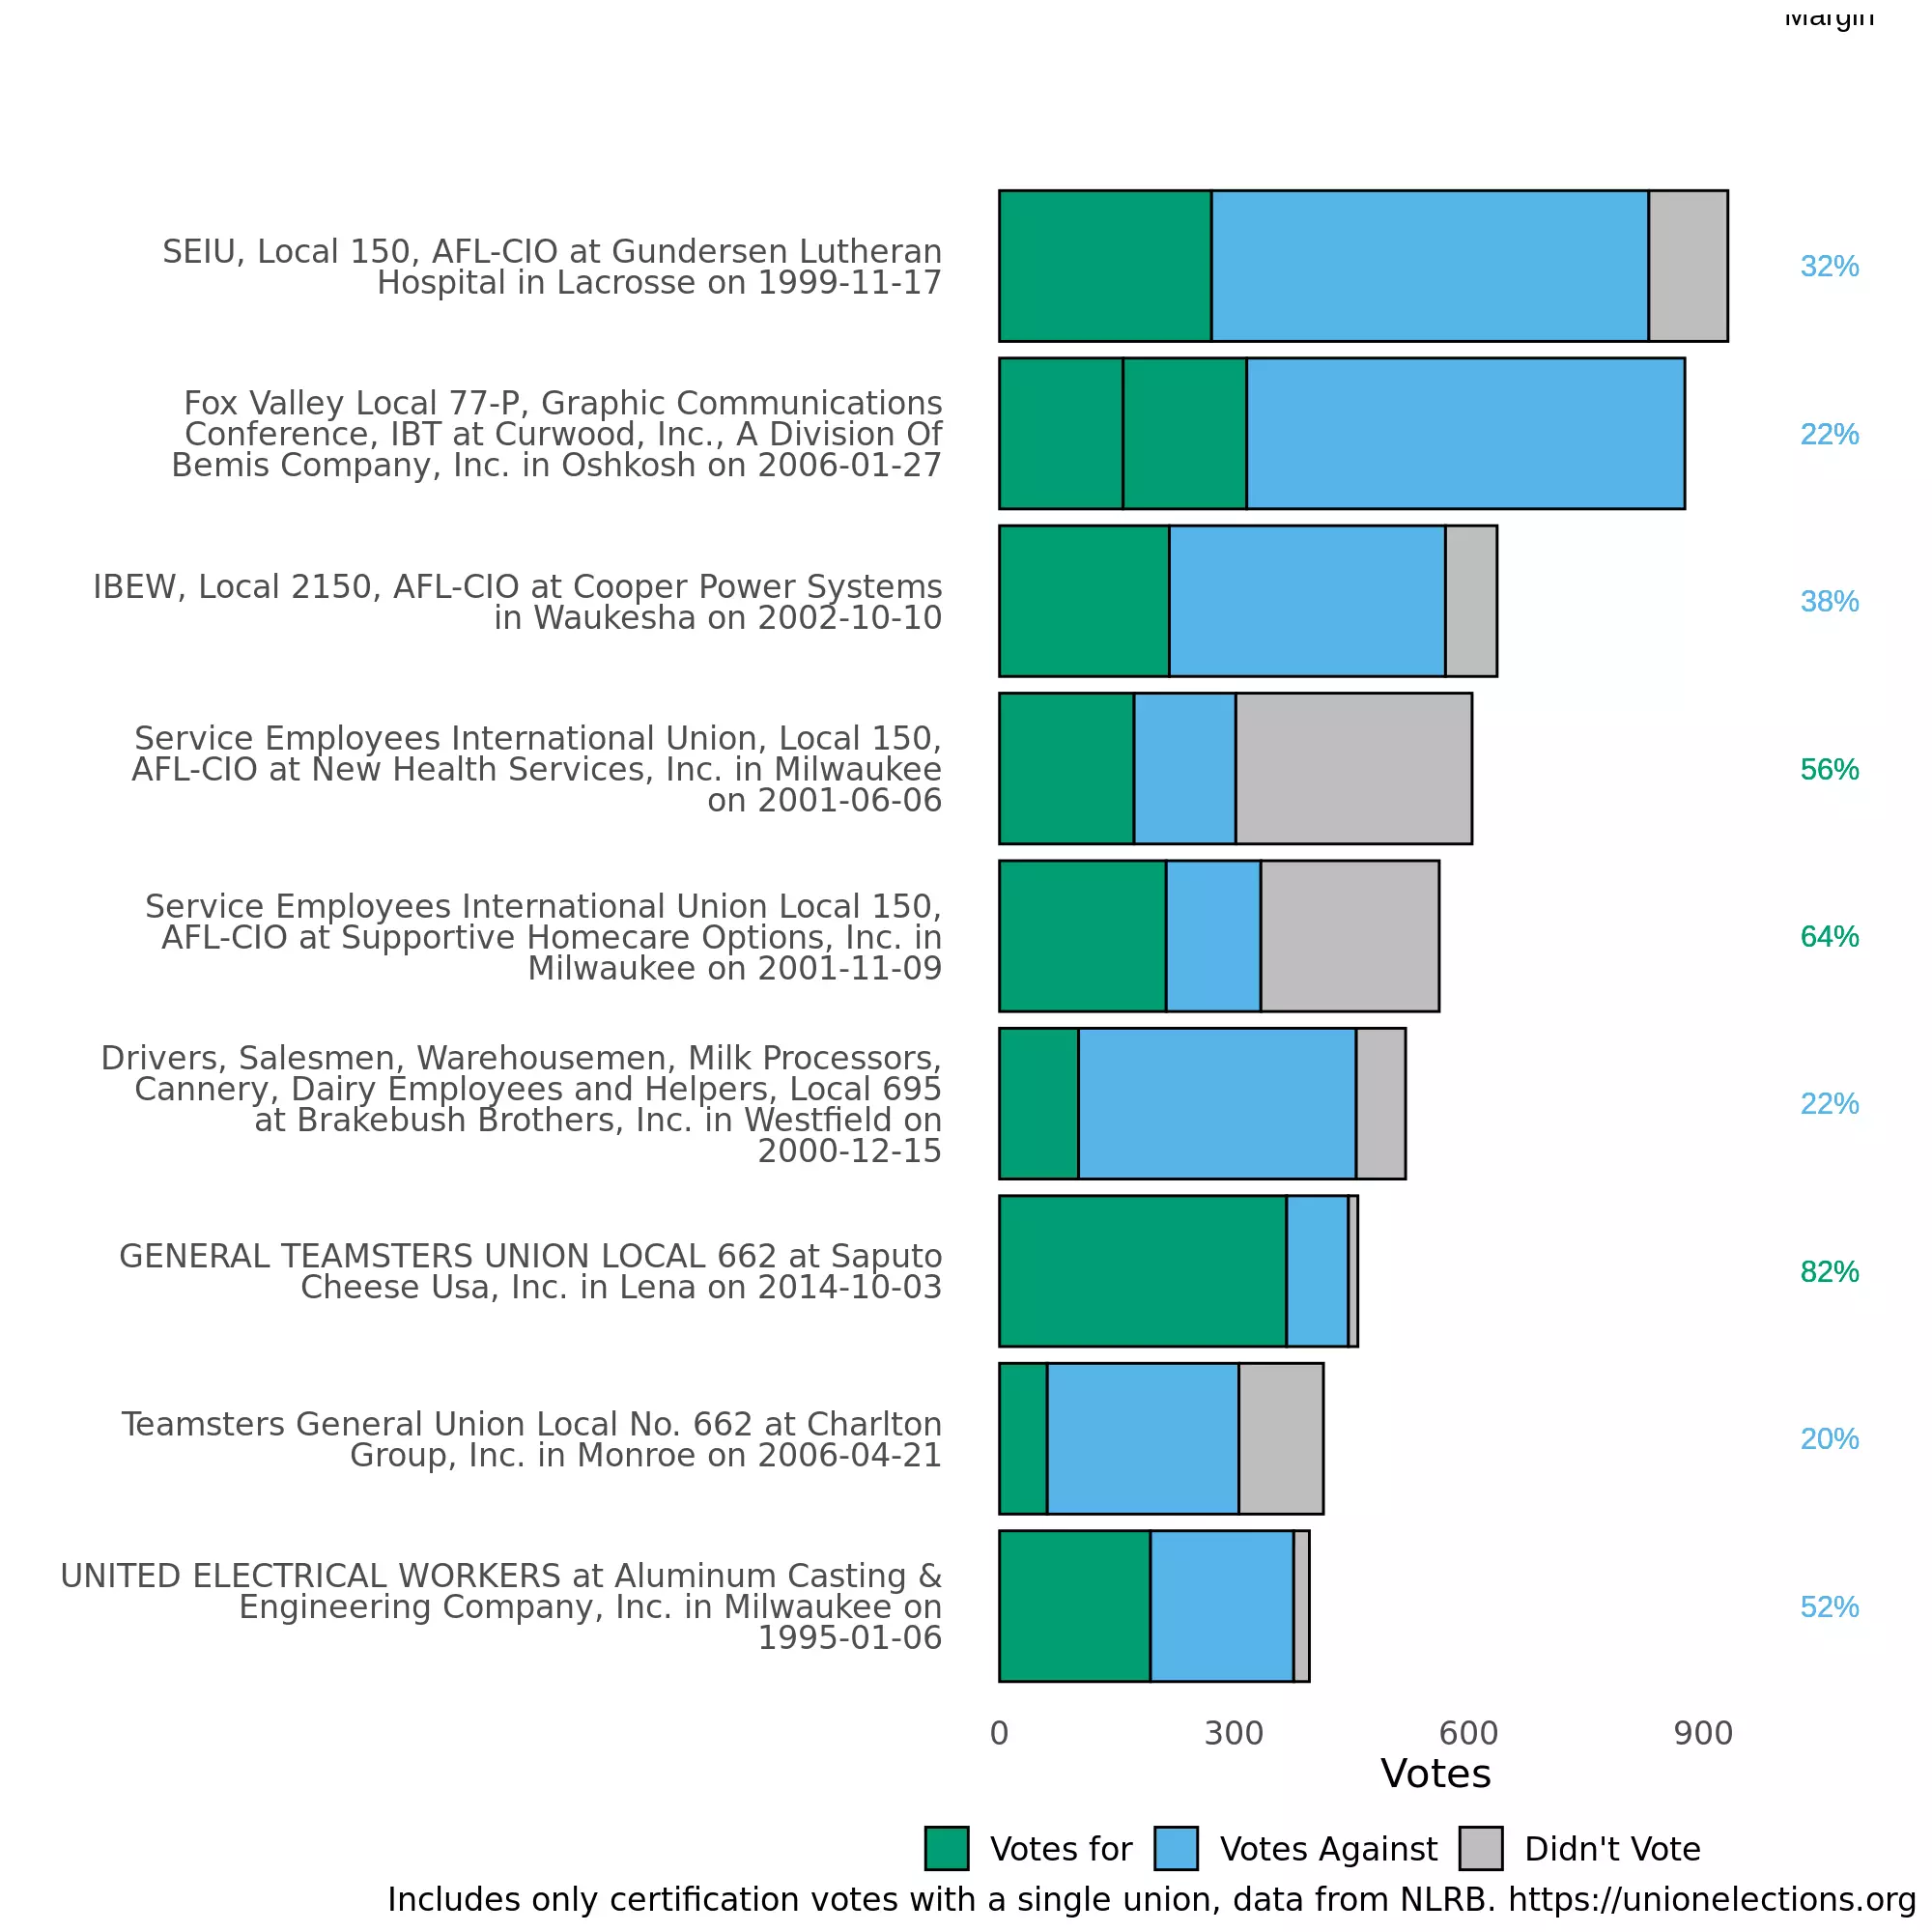 Margin
SEIU, Local 150, AFL-CIO at Gundersen Lutheran
Hospital in Lacrosse on 1999-11-17
32%
Fox Valley Local 77-P, Graphic Communications
Conference, IBT at Curwood, Inc., A Division Of
Bemis Company, Inc. in Oshkosh on 2006-01-27
22%
IBEW, Local 2150, AFL-CIO at Cooper Power Systems
in Waukesha on 2002-10-10
38%
Service Employees International Union, Local 150,
AFL-CIO at New Health Services, Inc. in Milwaukee
on 2001-06-06
56%
Service Employees International Union Local 150,
AFL-CIO at Supportive Homecare Options, Inc. in
Milwaukee on 2001-11-09
64%
Drivers, Salesmen, Warehousemen, Milk Processors,
Cannery, Dairy Employees and Helpers, Local 695
at Brakebush Brothers, Inc. in Westfield on
2000-12-15
22%
GENERAL TEAMSTERS UNION LOCAL 662 at Saputo
Cheese Usa, Inc. in Lena on 2014-10-03
82%
Teamsters General Union Local No. 662 at Charlton
Group, Inc. in Monroe on 2006-04-21
20%
UNITED ELECTRICAL WORKERS at Aluminum Casting &
Engineering Company, Inc. in Milwaukee on
1995-01-06
52%
0 300 600 900
Votes
Votes for Votes Against Didn't Vote
Includes only certification votes with a single union, data from NLRB. https://unionelections.org